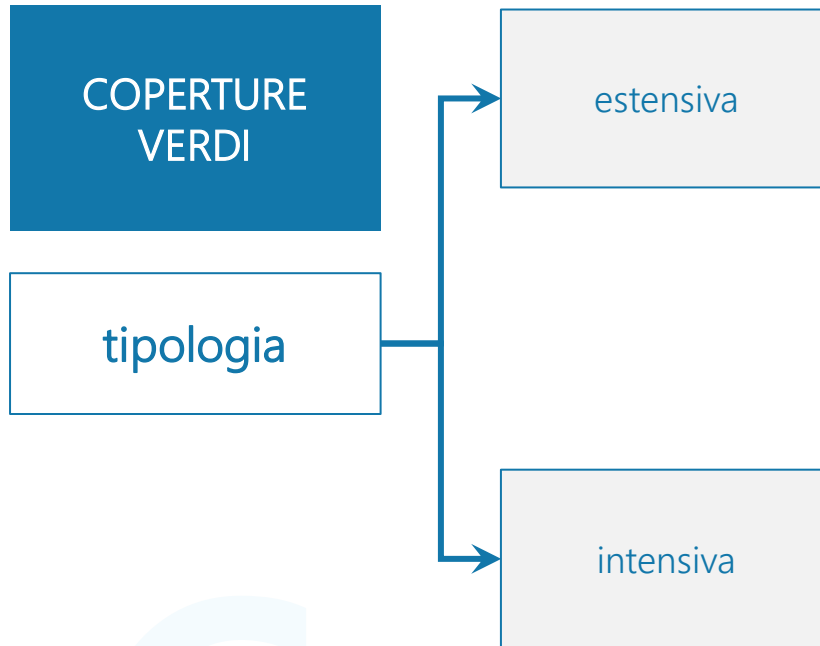 COPERTURE
VERDI
tipologia
estensiva
intensiva